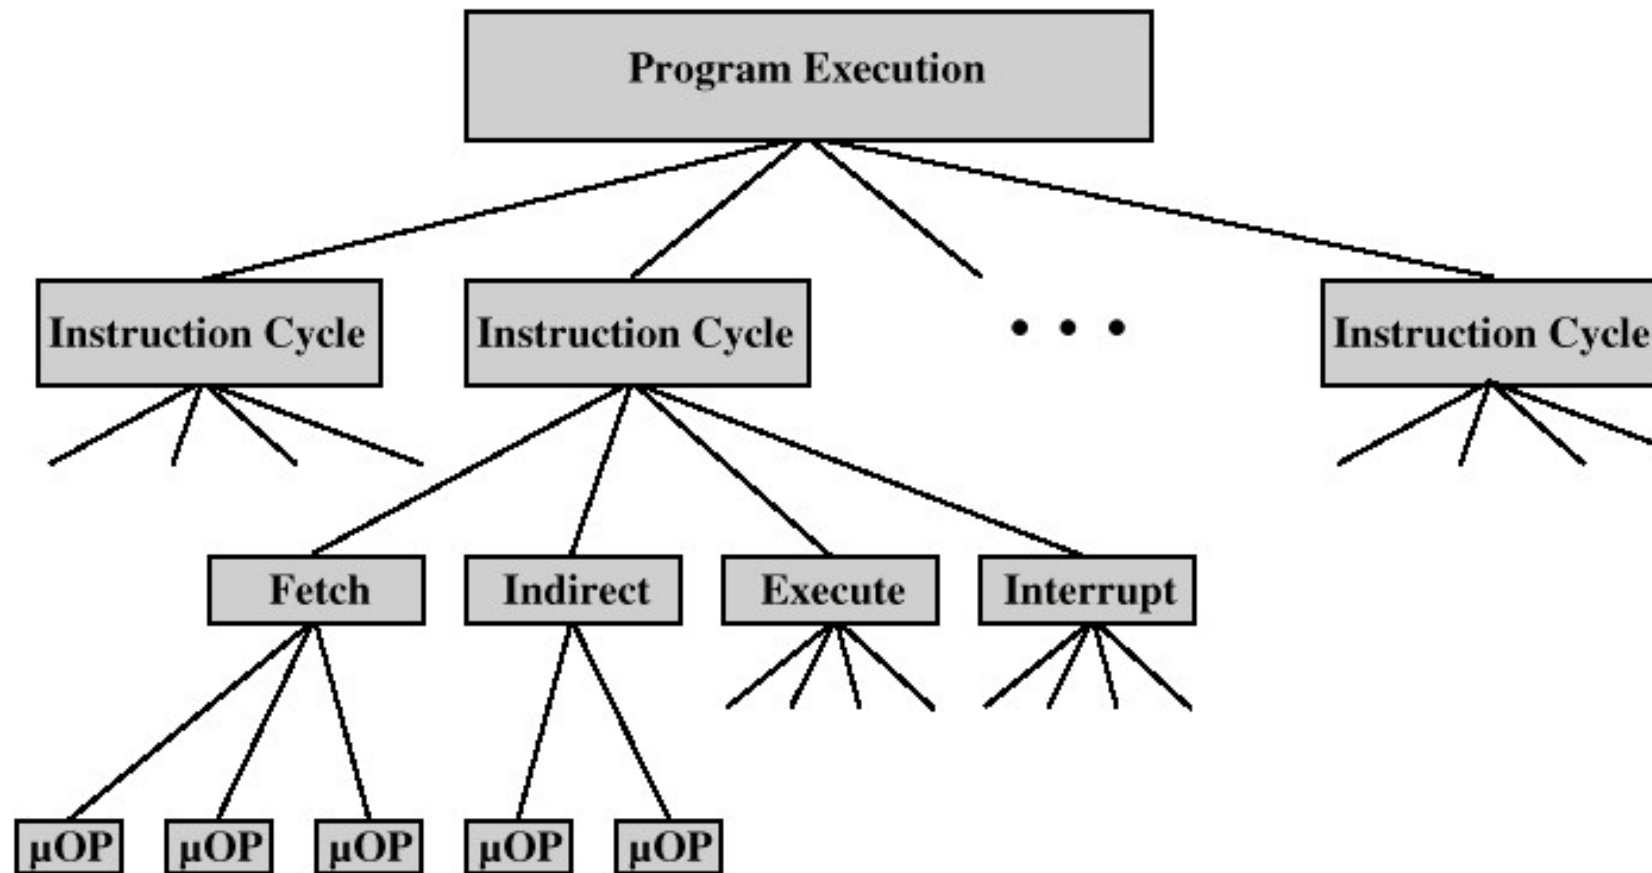 Program Execution
Instruction Cycle
Instruction Cycle
• • •
Instruction Cycle
Fetch
Indirect
Execute
Interrupt
µOP
µOP
µOP
µOP
µOP